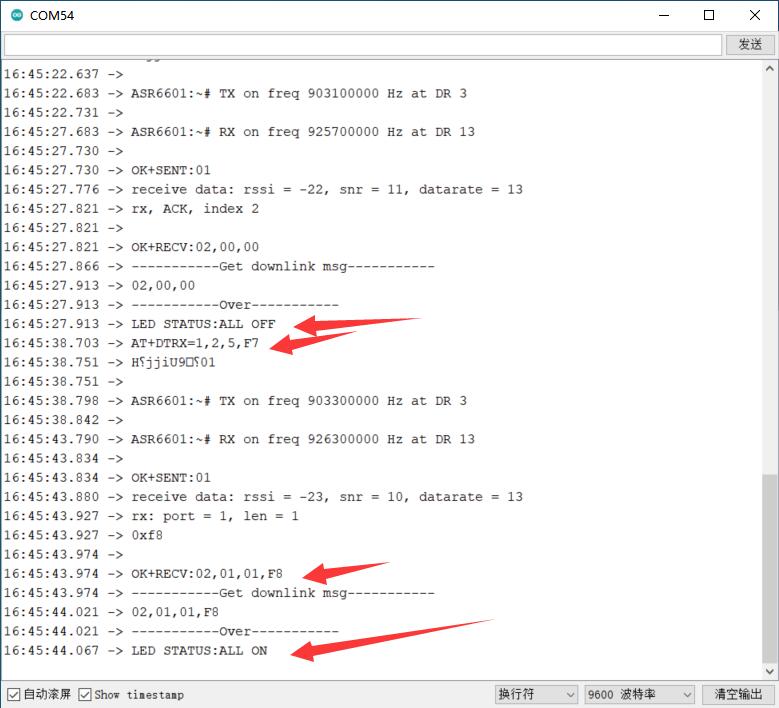 COM54
发送
16:45:22.637 ->
16:45:22.683 -> ASR6601:~# TX on freq 903100000 Hz at DR 3
16:45:22.731 ->
16:45:27.683 -> ASR6601:~# RX on freq 925700000 Hz at DR 13
16:45:27.730 ->
16:45:27.730 -> OK+SENT:01
16:45:27.776 -> receive data: rssi = -22, snr = 11, datarate = 13
16:45:27.821 -> rx, ACK, index 2
16:45:27.821 ->
16:45:27.821 -> OK+RECV:02,00,00
16:45:27.866 -> -----------Get downlink msg-----------
16:45:27.913 -> 02,00,00
16:45:27.913 -> -----------Over-----------
16:45:27.913 -> LED STATUS:ALL OFF
16:45:38.703 -> AT+DTRX=1,2,5,F7
16:45:38.751 -> H⸮jjiU9□⸮01
16:45:38.751 ->
16:45:38.798 -> ASR6601:~# TX on freq 903300000 Hz at DR 3
16:45:38.842 ->
16:45:43.790 -> ASR6601:~# RX on freq 926300000 Hz at DR 13
16:45:43.834 ->
16:45:43.834 -> OK+SENT:01
16:45:43.880 -> receive data: rssi = -23, snr = 10, datarate = 13
16:45:43.927 -> rx: port = 1, len = 1
16:45:43.927 -> 0xf8
16:45:43.974 ->
16:45:43.974 -> OK+RECV:02,01,01,F8
16:45:43.974 -> -----------Get downlink msg-----------
16:45:44.021 -> 02,01,01,F8
16:45:44.021 -> -----------Over-----------
16:45:44.067 -> LED STATUS:ALL ON
自动滚屏 Show timestamp 换行符 9600 波特率 清空输出